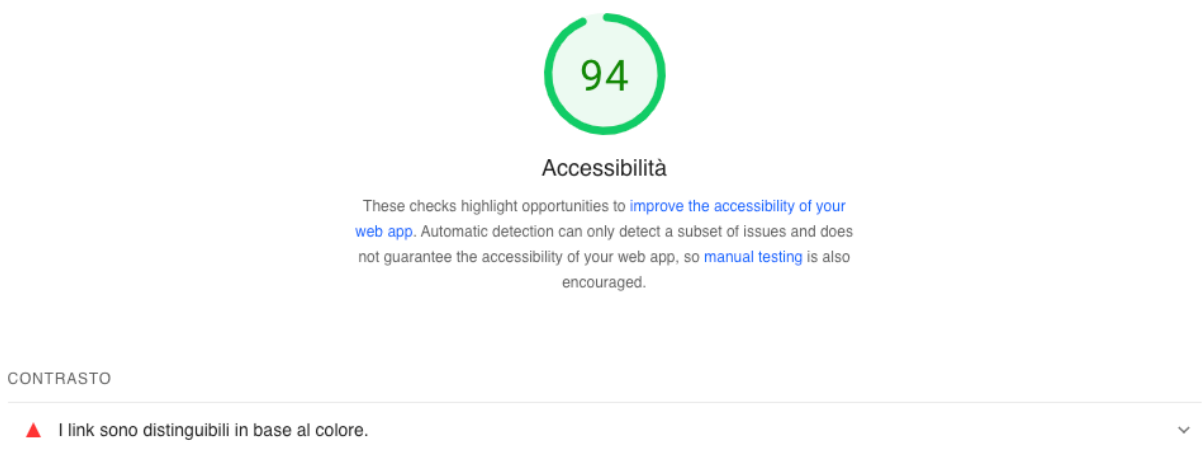 94
Accessibilità
These checks highlight opportunities to improve the accessibility of your
web app. Automatic detection can only detect a subset of issues and does
not guarantee the accessibility of your web app, so manual testing is also
encouraged.
CONTRASTO
I link sono distinguibili in base al colore.